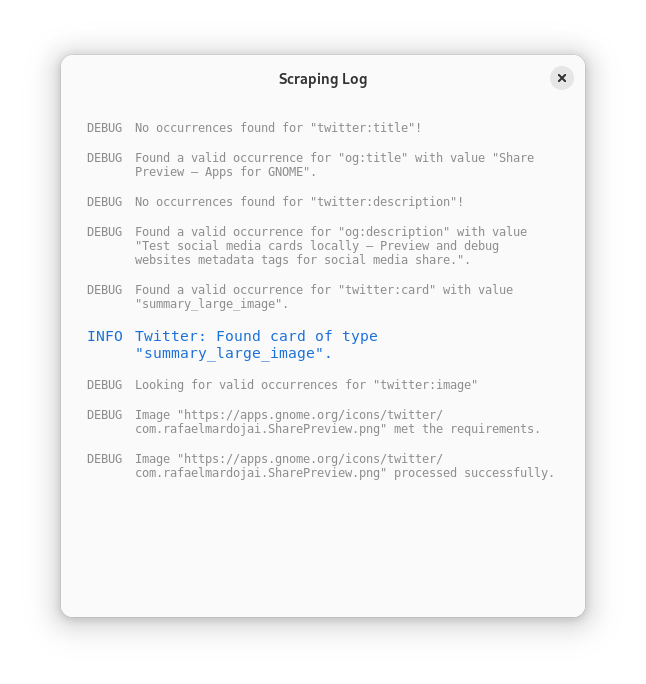 Scraping Log
DEBUG No occurrences found for "twitter:title"!
DEBUG Found a valid occurrence for "og:title" with value "Share
Preview — Apps for GNOME".
DEBUG No occurrences found for "twitter:description"!
DEBUG Found a valid occurrence for "og:description" with value
"Test social media cards locally — Preview and debug
websites metadata tags for social media share.".
DEBUG Found a valid occurrence for "twitter:card" with value
"summary_large_image".
INFO Twitter: Found card of type
"summary_large_image".
DEBUG Looking for valid occurrences for "twitter:image"
DEBUG Image "https://apps.gnome.org/icons/twitter/
com.rafaelmardojai.SharePreview.png" met the requirements.
DEBUG Image "https://apps.gnome.org/icons/twitter/
com.rafaelmardojai.SharePreview.png" processed successfully.